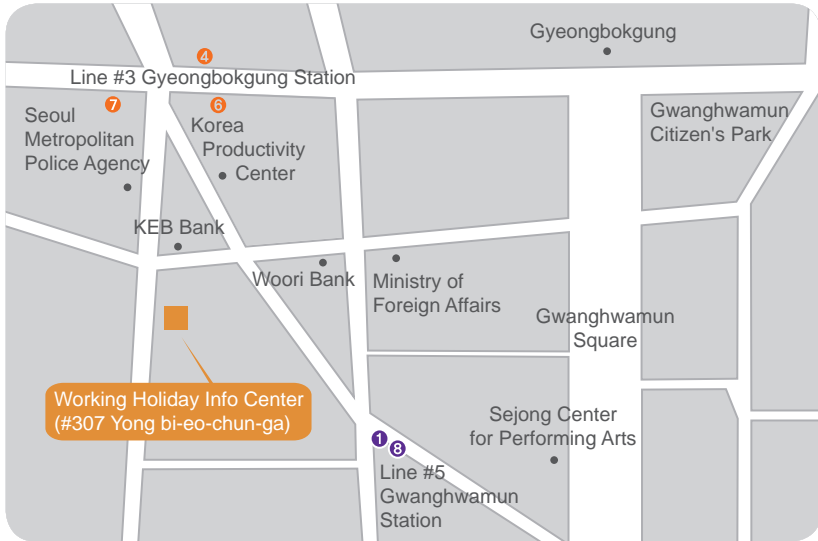 Gyeongbokgung
4
Line #3 Gyeongbokgung Station
7
6
Seoul
Metropolitan
Police Agency
Korea
Productivity
Center
Gwanghwamun
Citizen's Park
KEB Bank
Woori Bank
Ministry of
Foreign Affairs
Gwanghwamun
Square
Working Holiday Info Center
(#307 Yong bi-eo-chun-ga)
Sejong Center
for Performing Arts
1
8
Line #5
Gwanghwamun
Station